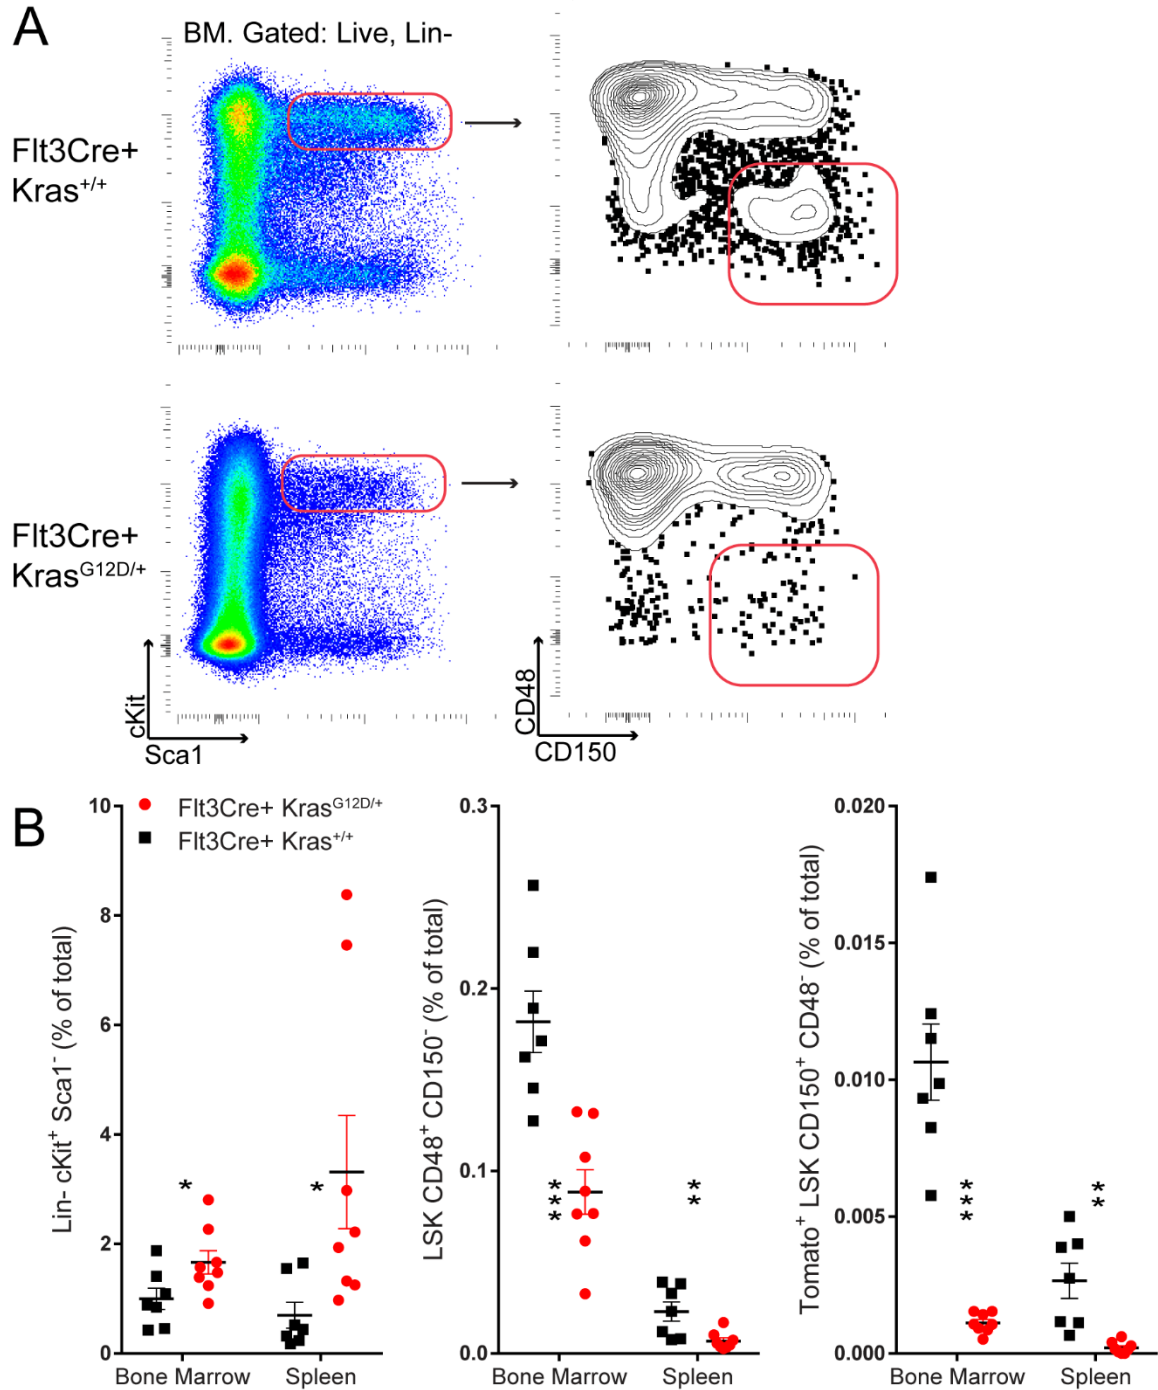 A
BM. Gated: Live, Lin-
Flt3Cre+
Kras+/+
Flt3Cre+
KrasG12D/+
cKit
Sca1
CD48
CD150
B
Flt3Cre+ KrasG12D/+
Flt3Cre+ Kras+/+
Lin- cKit+ Sca1- (% of total)
10
8
6
4
2
0
*
*
Bone Marrow
Spleen
LSK CD48+ CD150- (% of total)
0.3
0.2
0.1
0.0
***
**
Bone Marrow
Spleen
Tomato+ LSK CD150+ CD48- (% of total)
0.020
0.015
0.010
0.005
0.000
***
**
Bone Marrow
Spleen